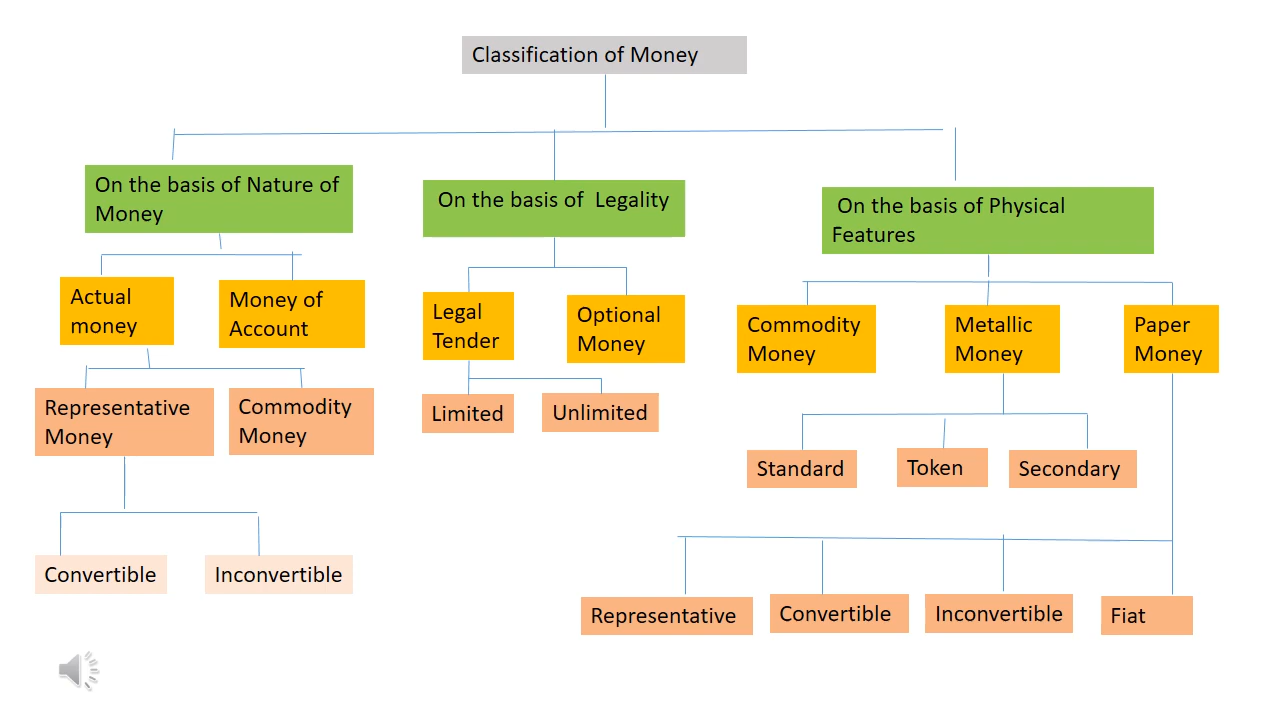 Classification of Money
On the basis of Nature of
Money
On the basis of Legality
On the basis of Physical
Features
Actual
money
Money of
Account
Legal
Tender
Optional
Money
Commodity
Money
Metallic
Money
Paper
Money
Representative
Money
Commodity
Money
Limited
Unlimited
Standard
Token
Secondary
Convertible
Inconvertible
Representative
Convertible
Inconvertible
Fiat